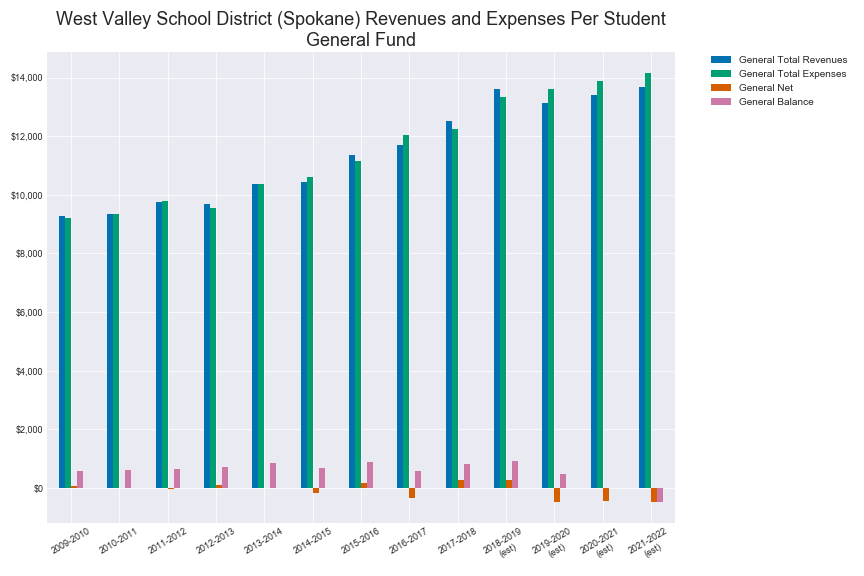 West Valley School District (Spokane) Revenues and Expenses Per Student
General Fund
General Total Revenues
General Total Expenses
General Net
General Balance
$14,000
$12,000
$10,000
$8,000
$6,000
$4,000
$2,000
$0
2009-2010
2010-2011
2011-2012
2012-2013
2013-2014
2014-2015
2015-2016
2016-2017
2017-2018
2018-2019
(est)
2019-2020
(est)
2020-2021
(est)
2021-2022
(est)